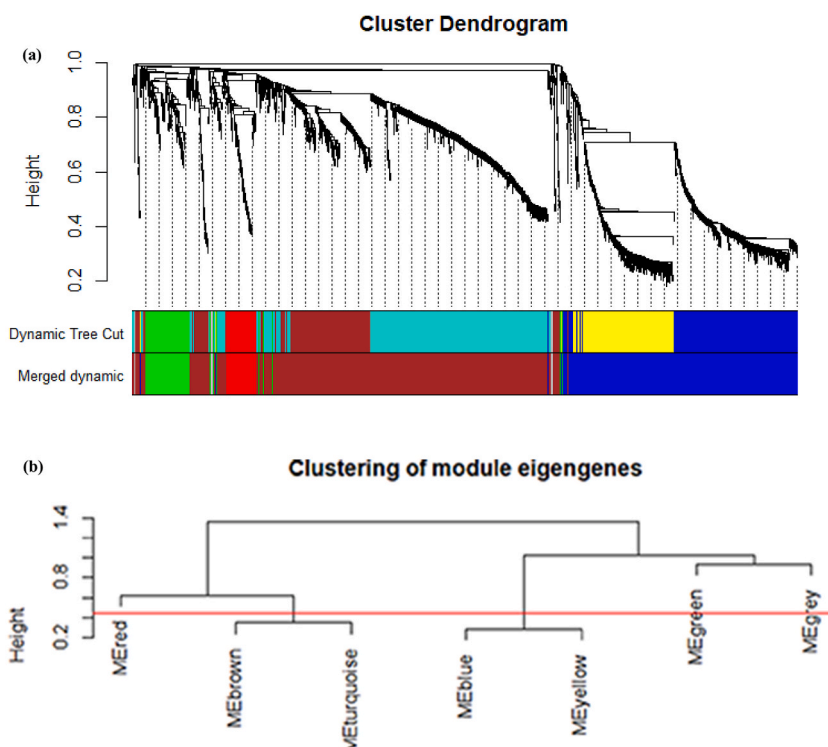 Cluster Dendrogram
(a)
Height
1.0
0.8
0.6
0.4
0.2
Dynamic Tree Cut
Merged dynamic
(b)
Clustering of module eigengenes
Height
1.4
0.8
0.2
MEred
MEbrown
MEturquoise
MEblue
MEyellow
MEgreen
MEgrey